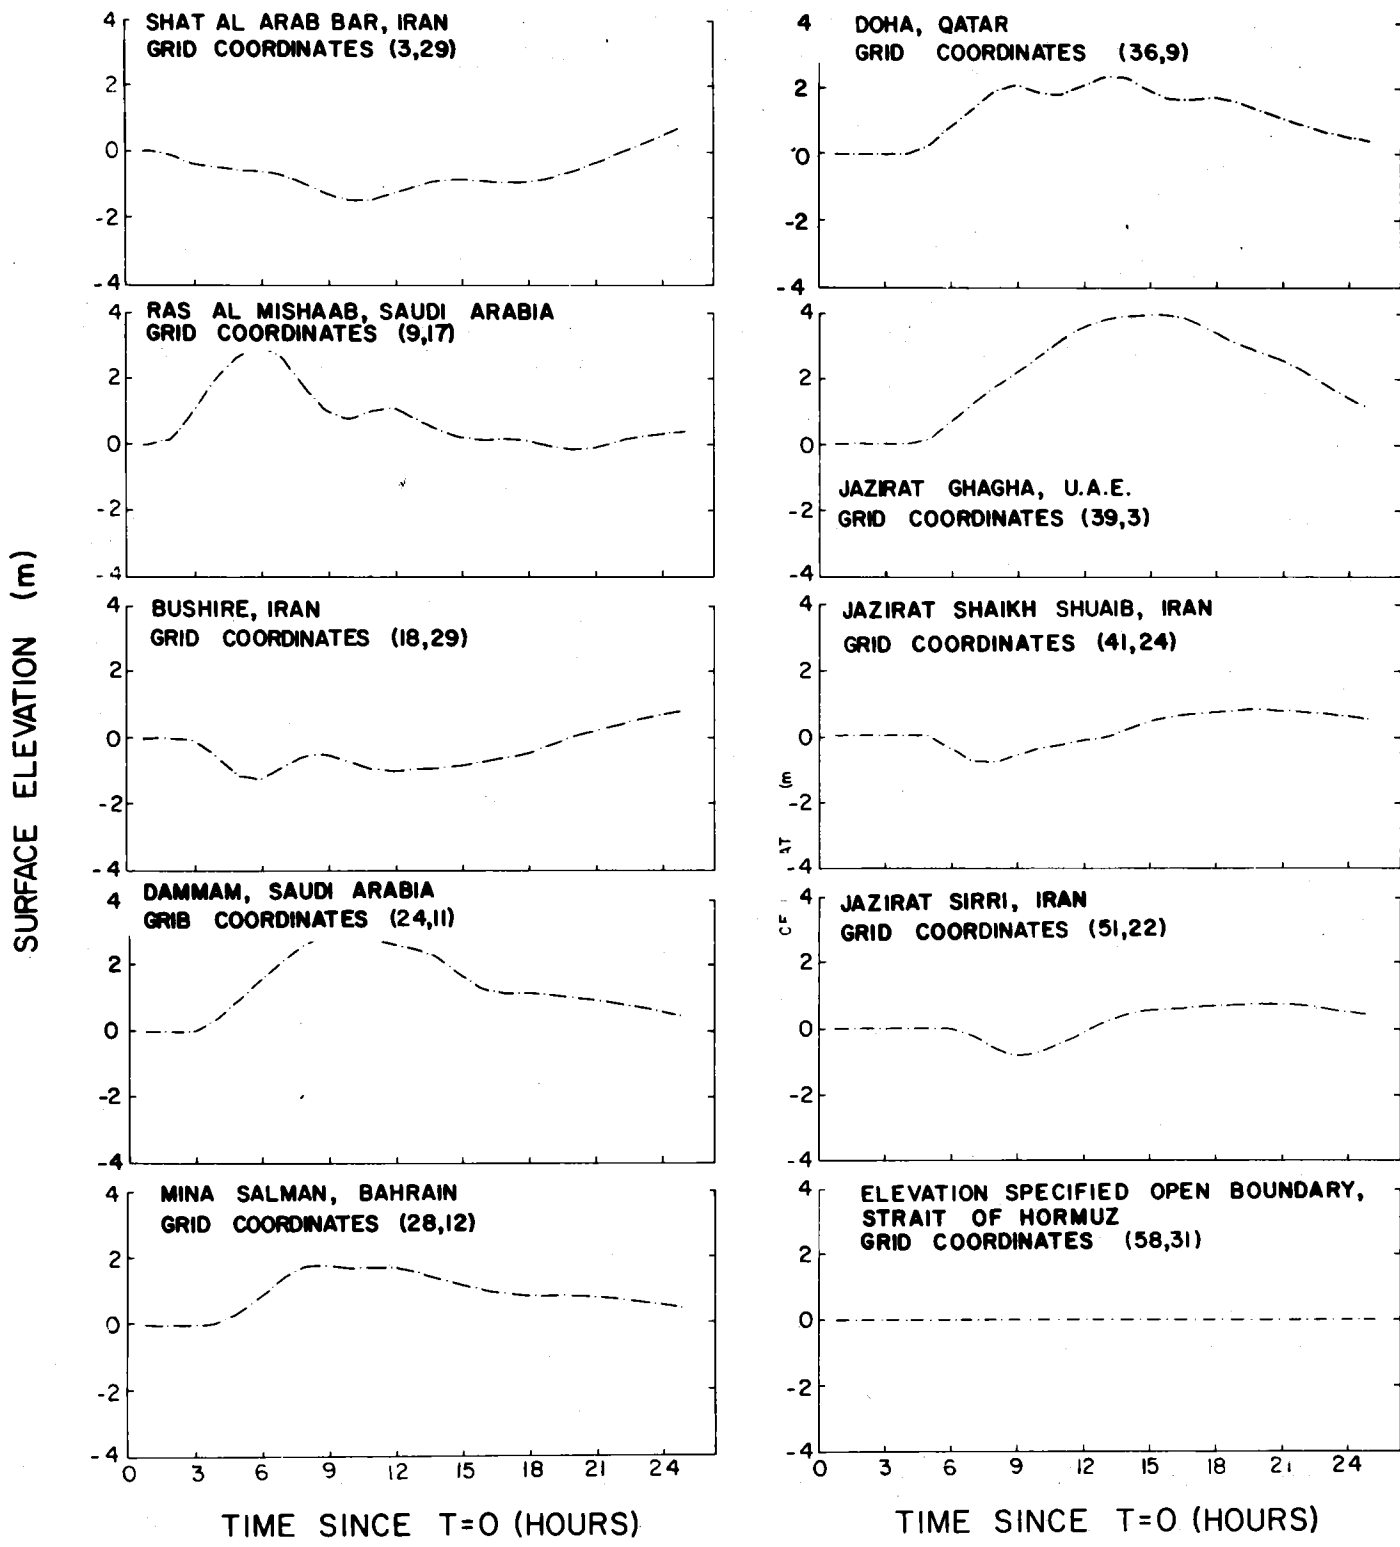 SURFACE ELEVATION (m)
SHAT AL ARAB BAR, IRAN
GRID COORDINATES (3,29)
4
2
0
-2
-4
RAS AL MISHAAB, SAUDI ARABIA
GRID COORDINATES (9,17)
4
2
0
-2
-4
BUSHIRE, IRAN
GRID COORDINATES (18,29)
4
2
0
-2
-4
DAMMAM, SAUDI ARABIA
GRIB COORDINATES (24,11)
4
2
0
-2
-4
MINA SALMAN, BAHRAIN
GRID COORDINATES (28,12)
4
2
0
-2
-4
0 3 6 9 12 15 18 21 24
TIME SINCE T=0 (HOURS)
DOHA, QATAR
GRID COORDINATES (36,9)
4
2
0
-2
-4
4
2
0
JAZIRAT GHAGHA, U.A.E.
-2
GRID COORDINATES (39,3)
-4
JAZIRAT SHAIKH SHUAIB, IRAN
GRID COORDINATES (41,24)
4
2
0
-2
-4
(m
AT
JAZIRAT SIRRI, IRAN
GRID COORDINATES (51,22)
4
2
0
-2
-4
ELEVATION SPECIFIED OPEN BOUNDARY,
STRAIT OF HORMUZ
GRID COORDINATES (58,31)
4
2
0
-2
-4
0 3 6 9 12 15 18 21 24
TIME SINCE T=0 (HOURS)